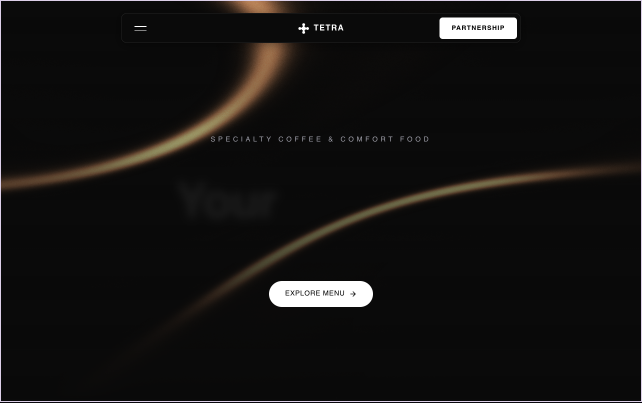 TETRA
PARTNERSHIP
SPECIALTY COFFEE & COMFORT FOOD
Your
EXPLORE MENU →